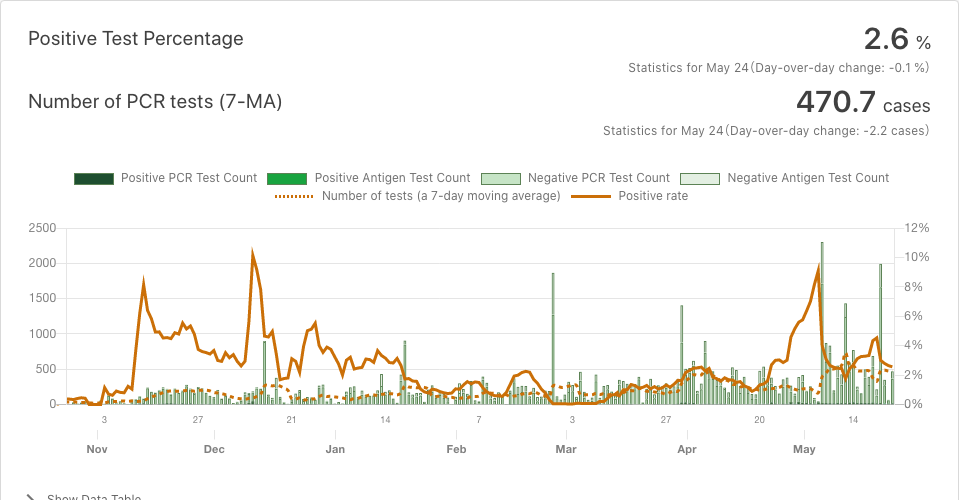 Positive Test Percentage
2.6 %
Statistics for May 24(Day-over-day change: -0.1 %)
Number of PCR tests (7-MA)
470.7 cases
Statistics for May 24(Day-over-day change: -2.2 cases)
Positive PCR Test Count Positive Antigen Test Count Negative PCR Test Count Negative Antigen Test Count
Number of tests (a 7-day moving average) Positive rate
2500 12%
2000 10%
1500 8%
1000 6%
500 4%
0 2%
0%
3 27 21 14 7 3 27 20 14
Nov Dec Jan Feb Mar Apr May
Show Data Table